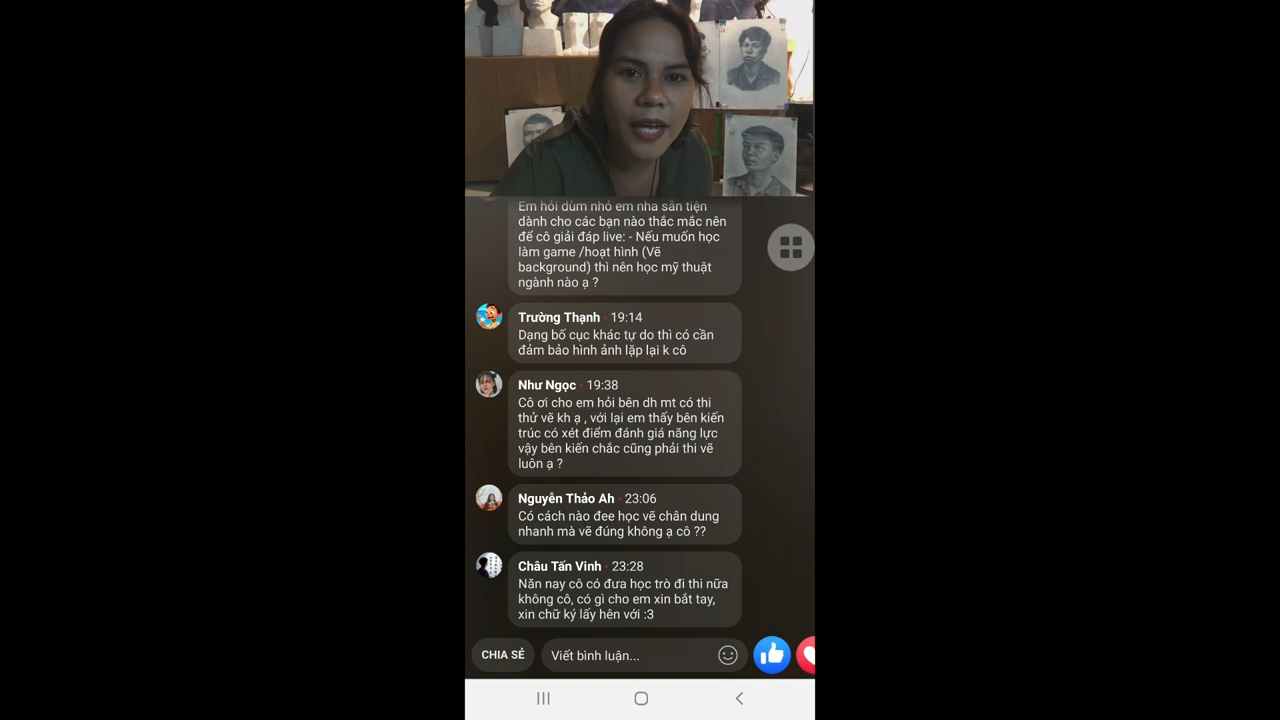 Em hỏi dùm nhỏ em nhà sẵn tiện
dành cho các bạn nào thắc mắc nên
để cô giải đáp live: - Nếu muốn học
làm game /hoạt hình (Vẽ
background) thì nên học mỹ thuật
ngành nào ạ ?
Trường Thạnh · 19:14
Dạng bố cục khác tự do thì có cần
đảm bảo hình ảnh lặp lại k cô
Như Ngọc · 19:38
Cô ơi cho em hỏi bên dh mt có thi
thử vẽ kh ạ , với lại em thấy bên kiến
trúc có xét điểm đánh giá năng lực
vậy bên kiến chắc cũng phải thi vẽ
luôn ạ ?
Nguyễn Thảo Ah · 23:06
Có cách nào đee học vẽ chân dung
nhanh mà vẽ đúng không ạ cô ??
Châu Tấn Vinh · 23:28
Năn nay cô có đưa học trò đi thi nữa
không cô, có gì cho em xin bắt tay,
xin chữ ký lấy hên với :3
CHIA SẺ
Viết bình luận...